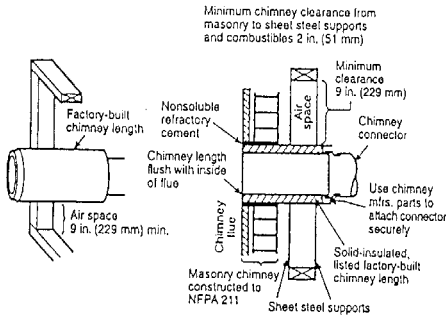 Minimum chimney clearance from
masonry to sheet steel supports
and combustibles 2 in. (51 mm)
Minimum
clearance
9 in. (229 mm)
Factory-built
chimney length
Nonsoluble
refractory
cement
Air
space
Chimney
connector
Chimney length
flush with inside
of flue
Air space
9 in. (229 mm) min.
Chimney
flue
Use chimney
mfrs. parts to
attach connector
securely
Masonry chimney
constructed to
NFPA 211
Solid-insulated,
listed factory-built
chimney length
Sheet steel supports